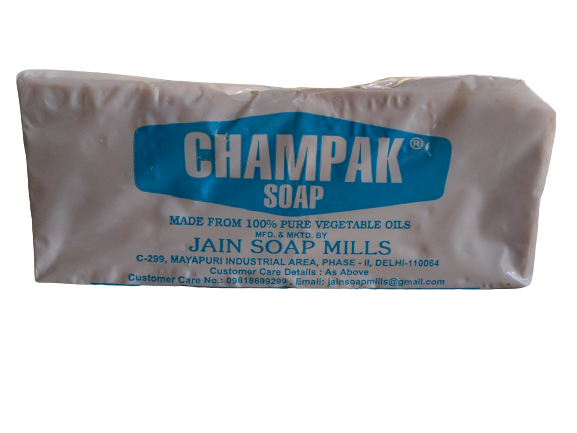 CHAMPAK®
SOAP
MADE FROM 100% PURE VEGETABLE OILS
MFD. & MKTD. BY
JAIN SOAP MILLS
C-299, MAYAPURI INDUSTRIAL AREA, PHASE - II, DELHI-110064
Customer Care Details : As Above
Customer Care No.: 09818699299, Email: jainsoapmills@gmail.com